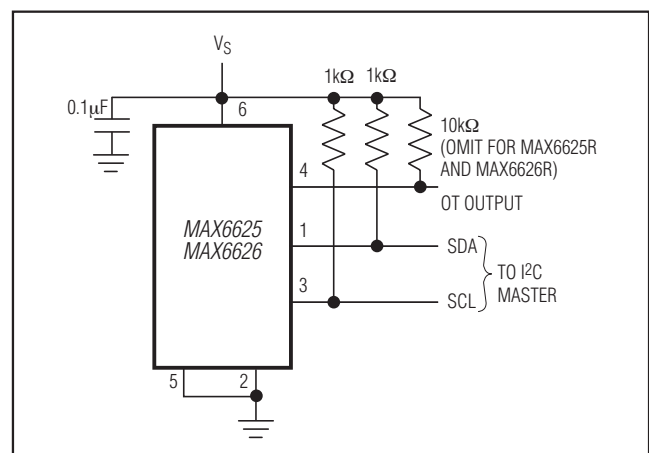 VS
1kΩ 1kΩ
0.1μF
6
10kΩ
(OMIT FOR MAX6625R
AND MAX6626R)
4
OT OUTPUT
MAX6625
MAX6626
1
SDA
TO I2C
MASTER
3
SCL
5
2